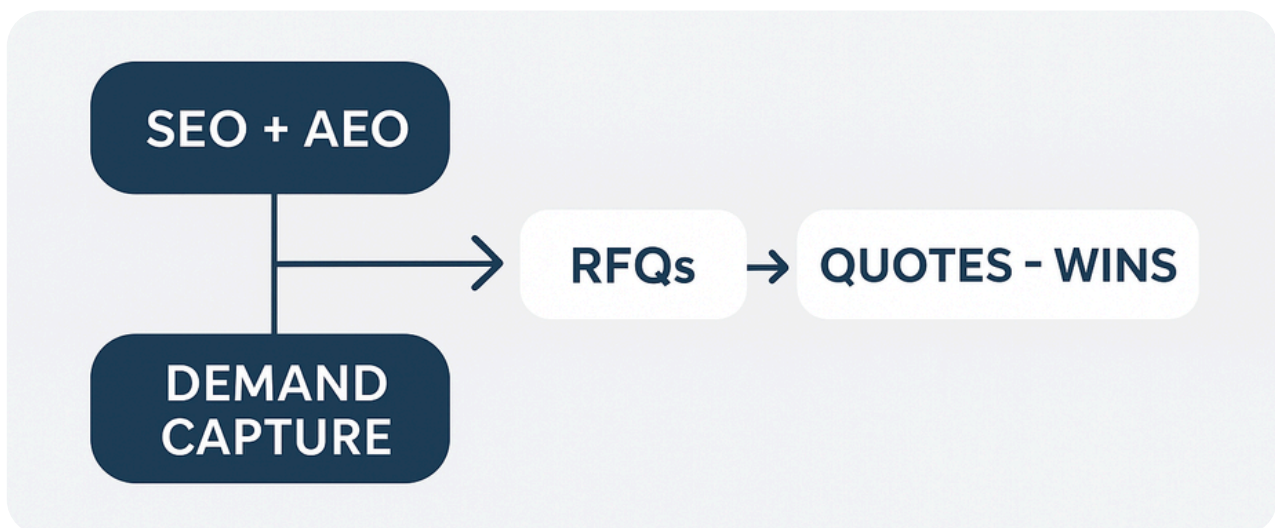 SEO + AEO
RFQs
QUOTES - WINS
DEMAND
CAPTURE